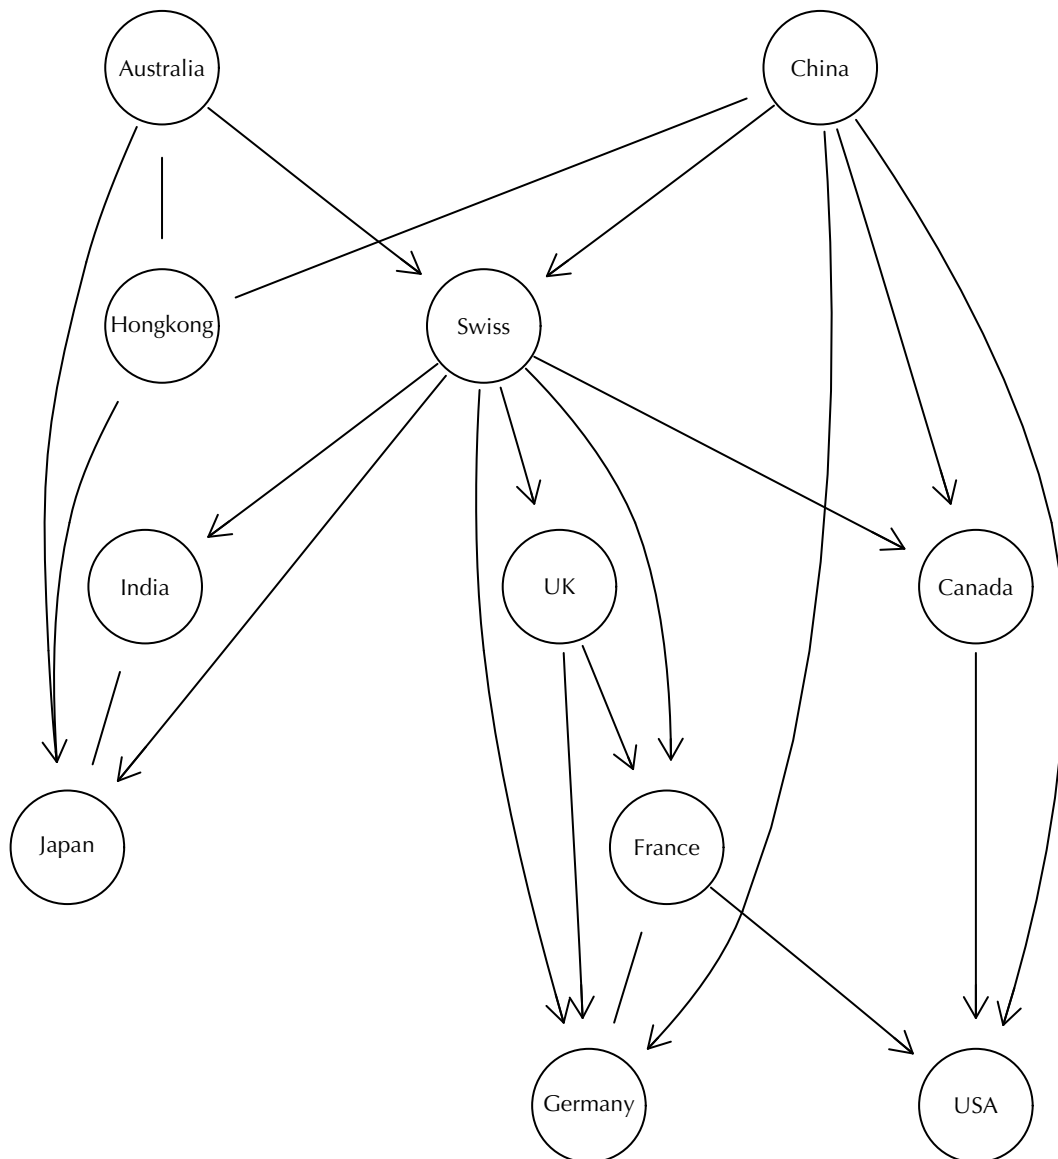 Australia
China
Hongkong
Swiss
India
UK
Canada
Japan
France
Germany
USA